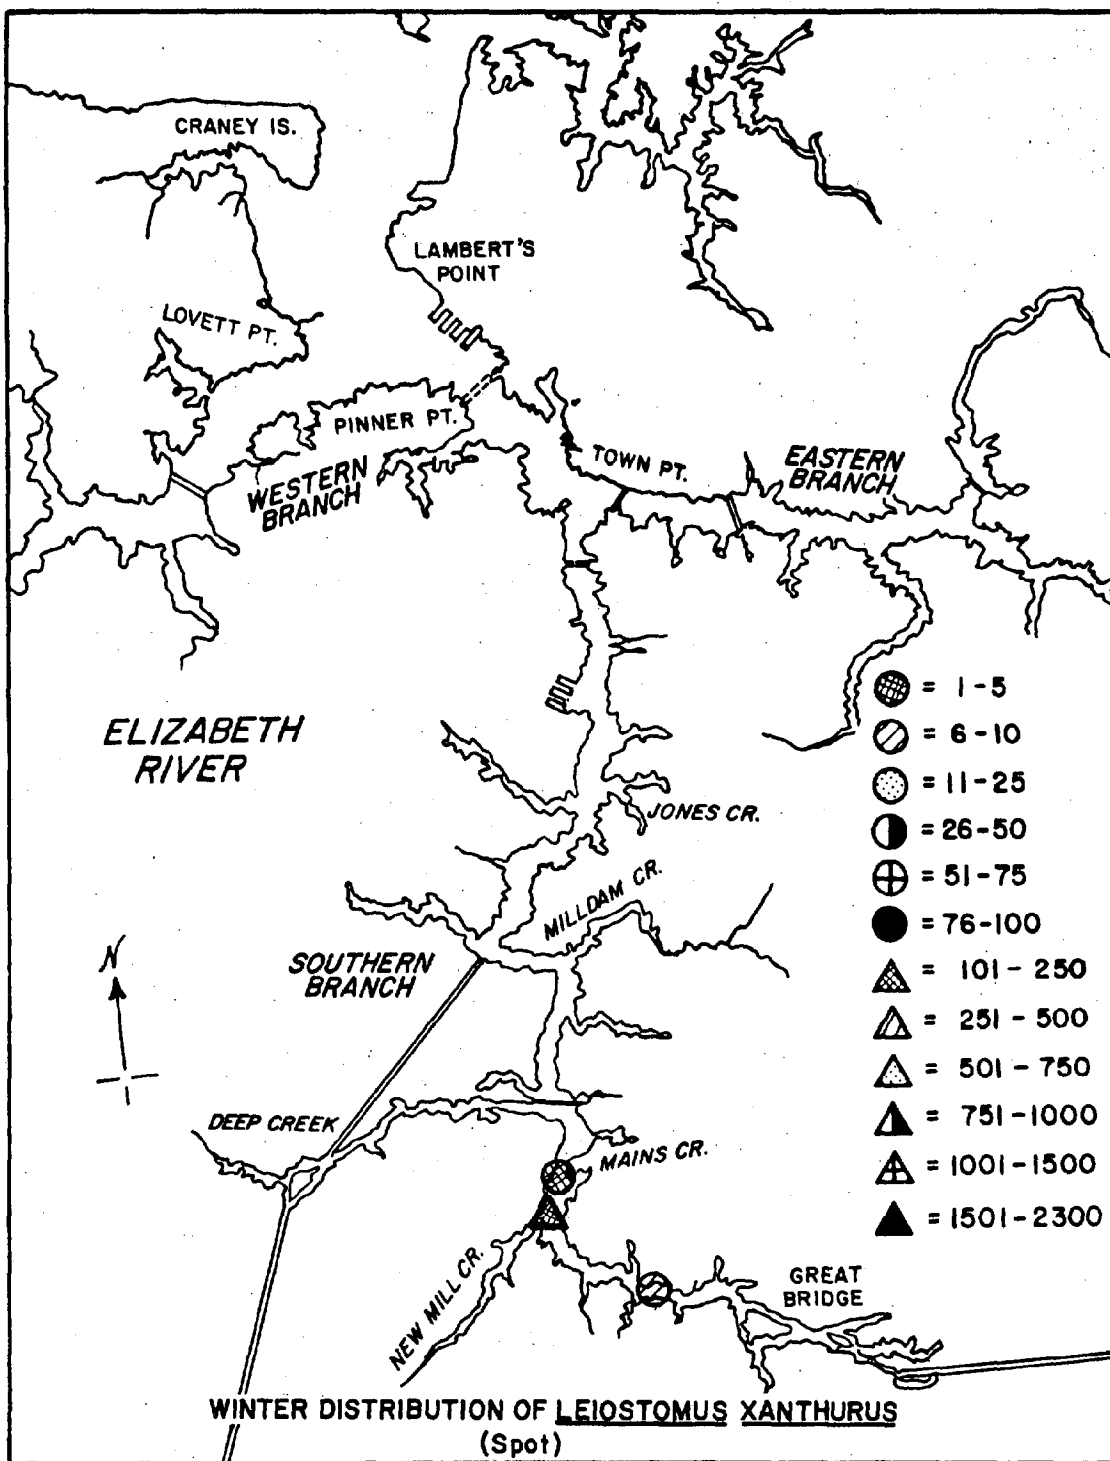 CRANEY IS.
LAMBERT'S
POINT
LOVETT PT.
PINNER PT.
WESTERN
BRANCH
TOWN PT.
EASTERN
BRANCH
ELIZABETH
RIVER
= 1-5
= 6-10
= 11-25
= 26-50
= 51-75
= 76-100
= 101-250
= 251-500
= 501-750
= 751-1000
= 1001-1500
= 1501-2300
JONES CR.
MILLDAM CR.
N
SOUTHERN
BRANCH
DEEP CREEK
MAINS CR.
NEW MILL CR.
GREAT
BRIDGE
WINTER DISTRIBUTION OF LEIOSTOMUS XANTHURUS
(Spot)